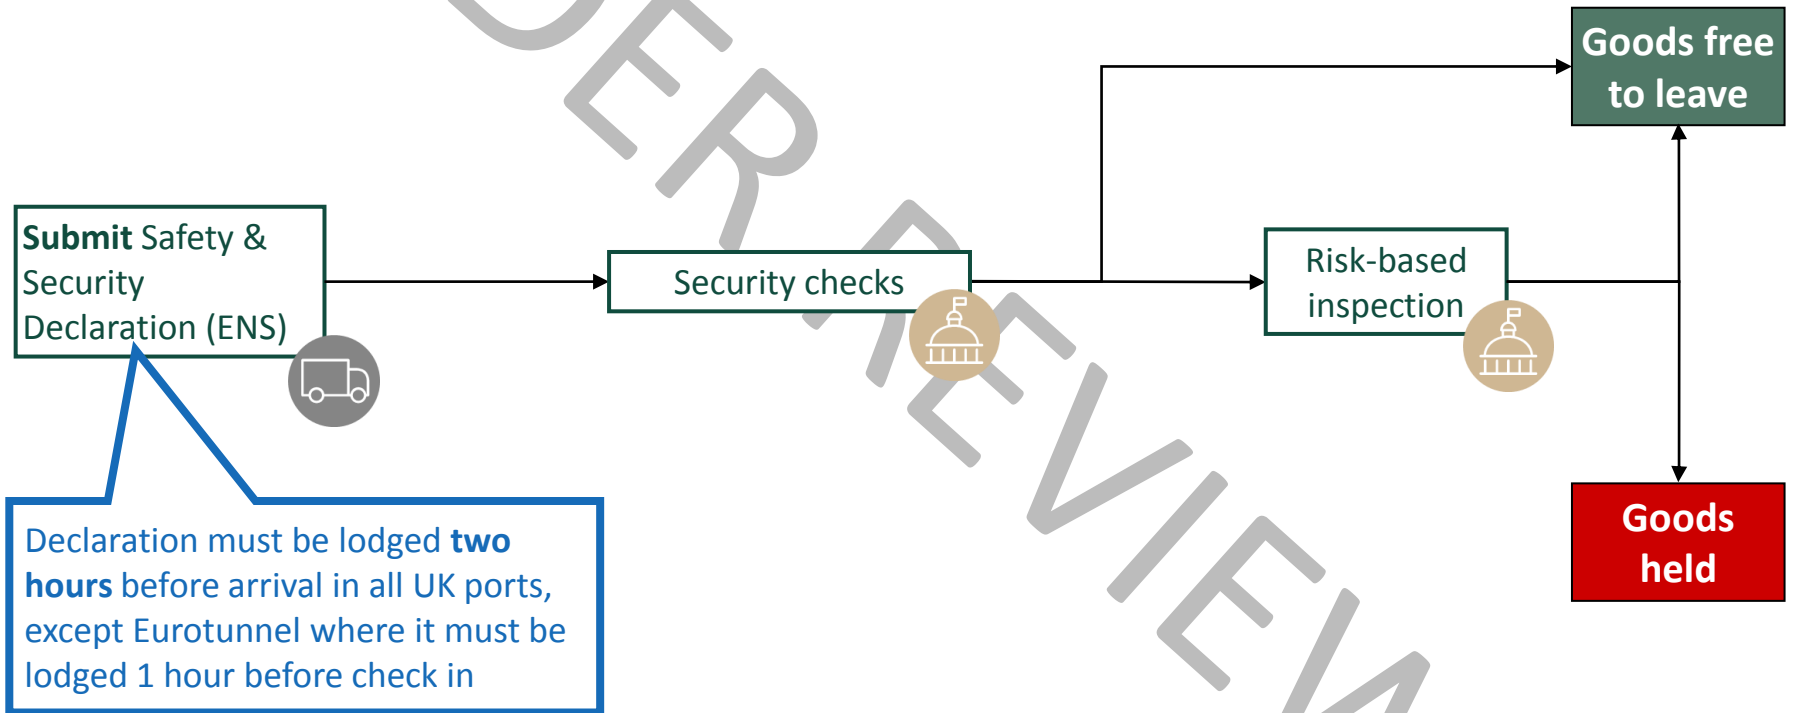 Goods free
to leave
Submit Safety &
Security
Declaration (ENS)
Security checks
Risk-based
inspection
Goods
held
Declaration must be lodged two
hours before arrival in all UK ports,
except Eurotunnel where it must be
lodged 1 hour before check in
DER REVIEW